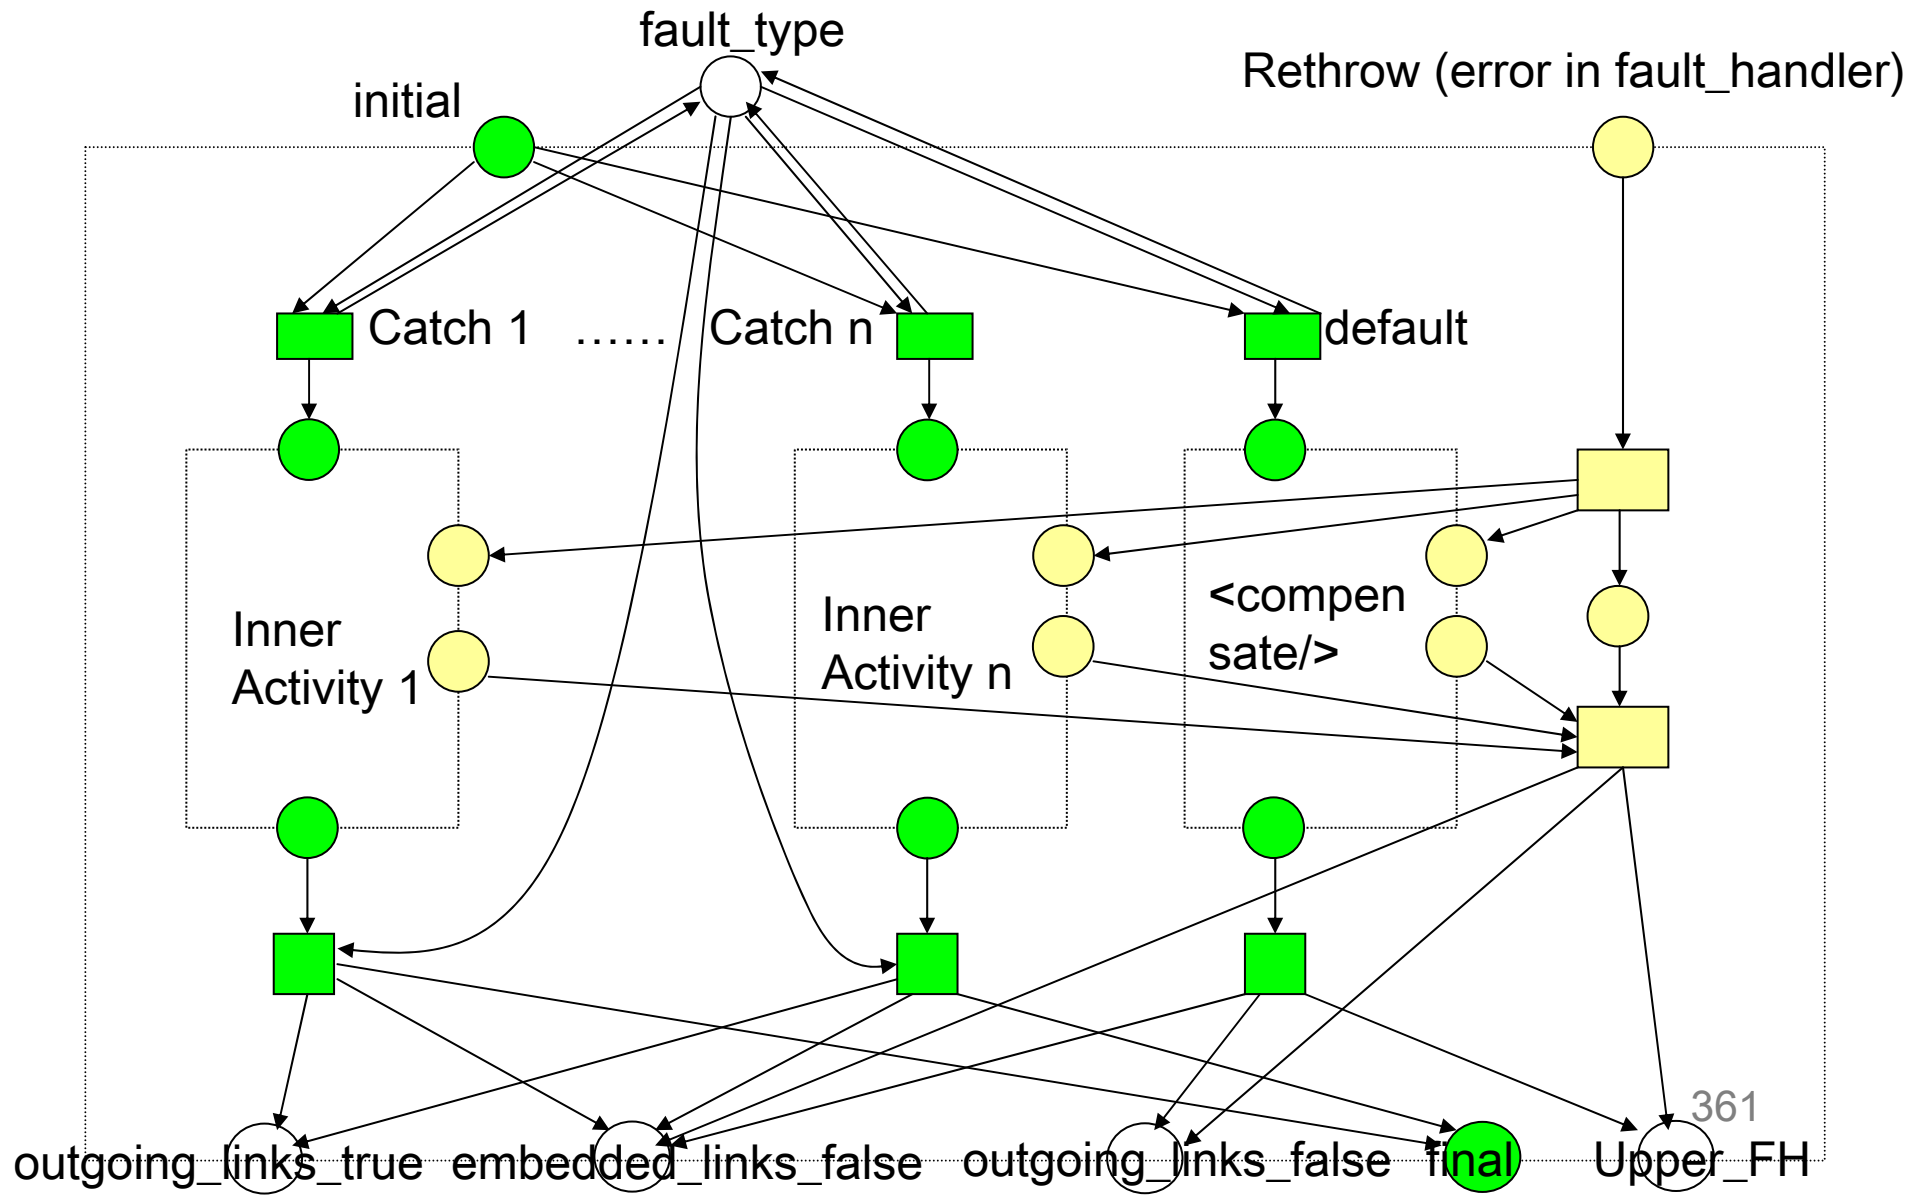 fault_type
Rethrow (error in fault_handler)
initial
Catch 1
……
Catch n
default
Inner
Activity 1
Inner
Activity n
<compen
sate/>
361
outgoing_links_true
embedded_links_false
outgoing_links_false
final
Upper_FH